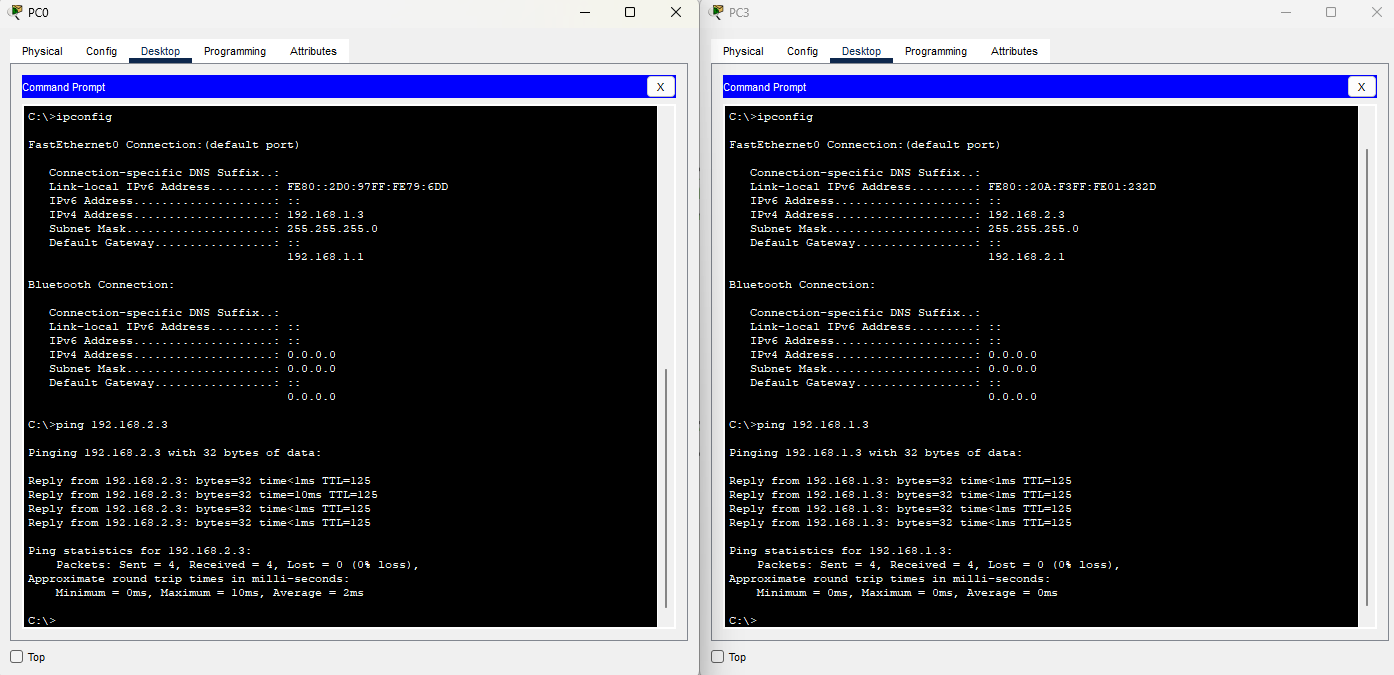 PC0
Physical Config Desktop Programming Attributes
Command Prompt
X
C:\>ipconfig
FastEthernet0 Connection:(default port)
Connection-specific DNS Suffix..:
Link-local IPv6 Address.........: FE80::2D0:97FF:FE79:6DD
IPv6 Address....................: ::
IPv4 Address....................: 192.168.1.3
Subnet Mask.....................: 255.255.255.0
Default Gateway.................: ::
192.168.1.1
Bluetooth Connection:
Connection-specific DNS Suffix..:
Link-local IPv6 Address.........: ::
IPv6 Address....................: ::
IPv4 Address....................: 0.0.0.0
Subnet Mask.....................: 0.0.0.0
Default Gateway.................: ::
0.0.0.0
C:\>ping 192.168.2.3
Pinging 192.168.2.3 with 32 bytes of data:
Reply from 192.168.2.3: bytes=32 time<1ms TTL=125
Reply from 192.168.2.3: bytes=32 time=10ms TTL=125
Reply from 192.168.2.3: bytes=32 time<1ms TTL=125
Reply from 192.168.2.3: bytes=32 time<1ms TTL=125
Ping statistics for 192.168.2.3:
Packets: Sent = 4, Received = 4, Lost = 0 (0% loss),
Approximate round trip times in milli-seconds:
Minimum = 0ms, Maximum = 10ms, Average = 2ms
C:\>
Top
PC3
Physical Config Desktop Programming Attributes
Command Prompt
X
C:\>ipconfig
FastEthernet0 Connection:(default port)
Connection-specific DNS Suffix..:
Link-local IPv6 Address.........: FE80::20A:F3FF:FE01:232D
IPv6 Address....................: ::
IPv4 Address....................: 192.168.2.3
Subnet Mask.....................: 255.255.255.0
Default Gateway.................: ::
192.168.2.1
Bluetooth Connection:
Connection-specific DNS Suffix..:
Link-local IPv6 Address.........: ::
IPv6 Address....................: ::
IPv4 Address....................: 0.0.0.0
Subnet Mask.....................: 0.0.0.0
Default Gateway.................: ::
0.0.0.0
C:\>ping 192.168.1.3
Pinging 192.168.1.3 with 32 bytes of data:
Reply from 192.168.1.3: bytes=32 time<1ms TTL=125
Reply from 192.168.1.3: bytes=32 time<1ms TTL=125
Reply from 192.168.1.3: bytes=32 time<1ms TTL=125
Reply from 192.168.1.3: bytes=32 time<1ms TTL=125
Ping statistics for 192.168.1.3:
Packets: Sent = 4, Received = 4, Lost = 0 (0% loss),
Approximate round trip times in milli-seconds:
Minimum = 0ms, Maximum = 0ms, Average = 0ms
C:\>
Top